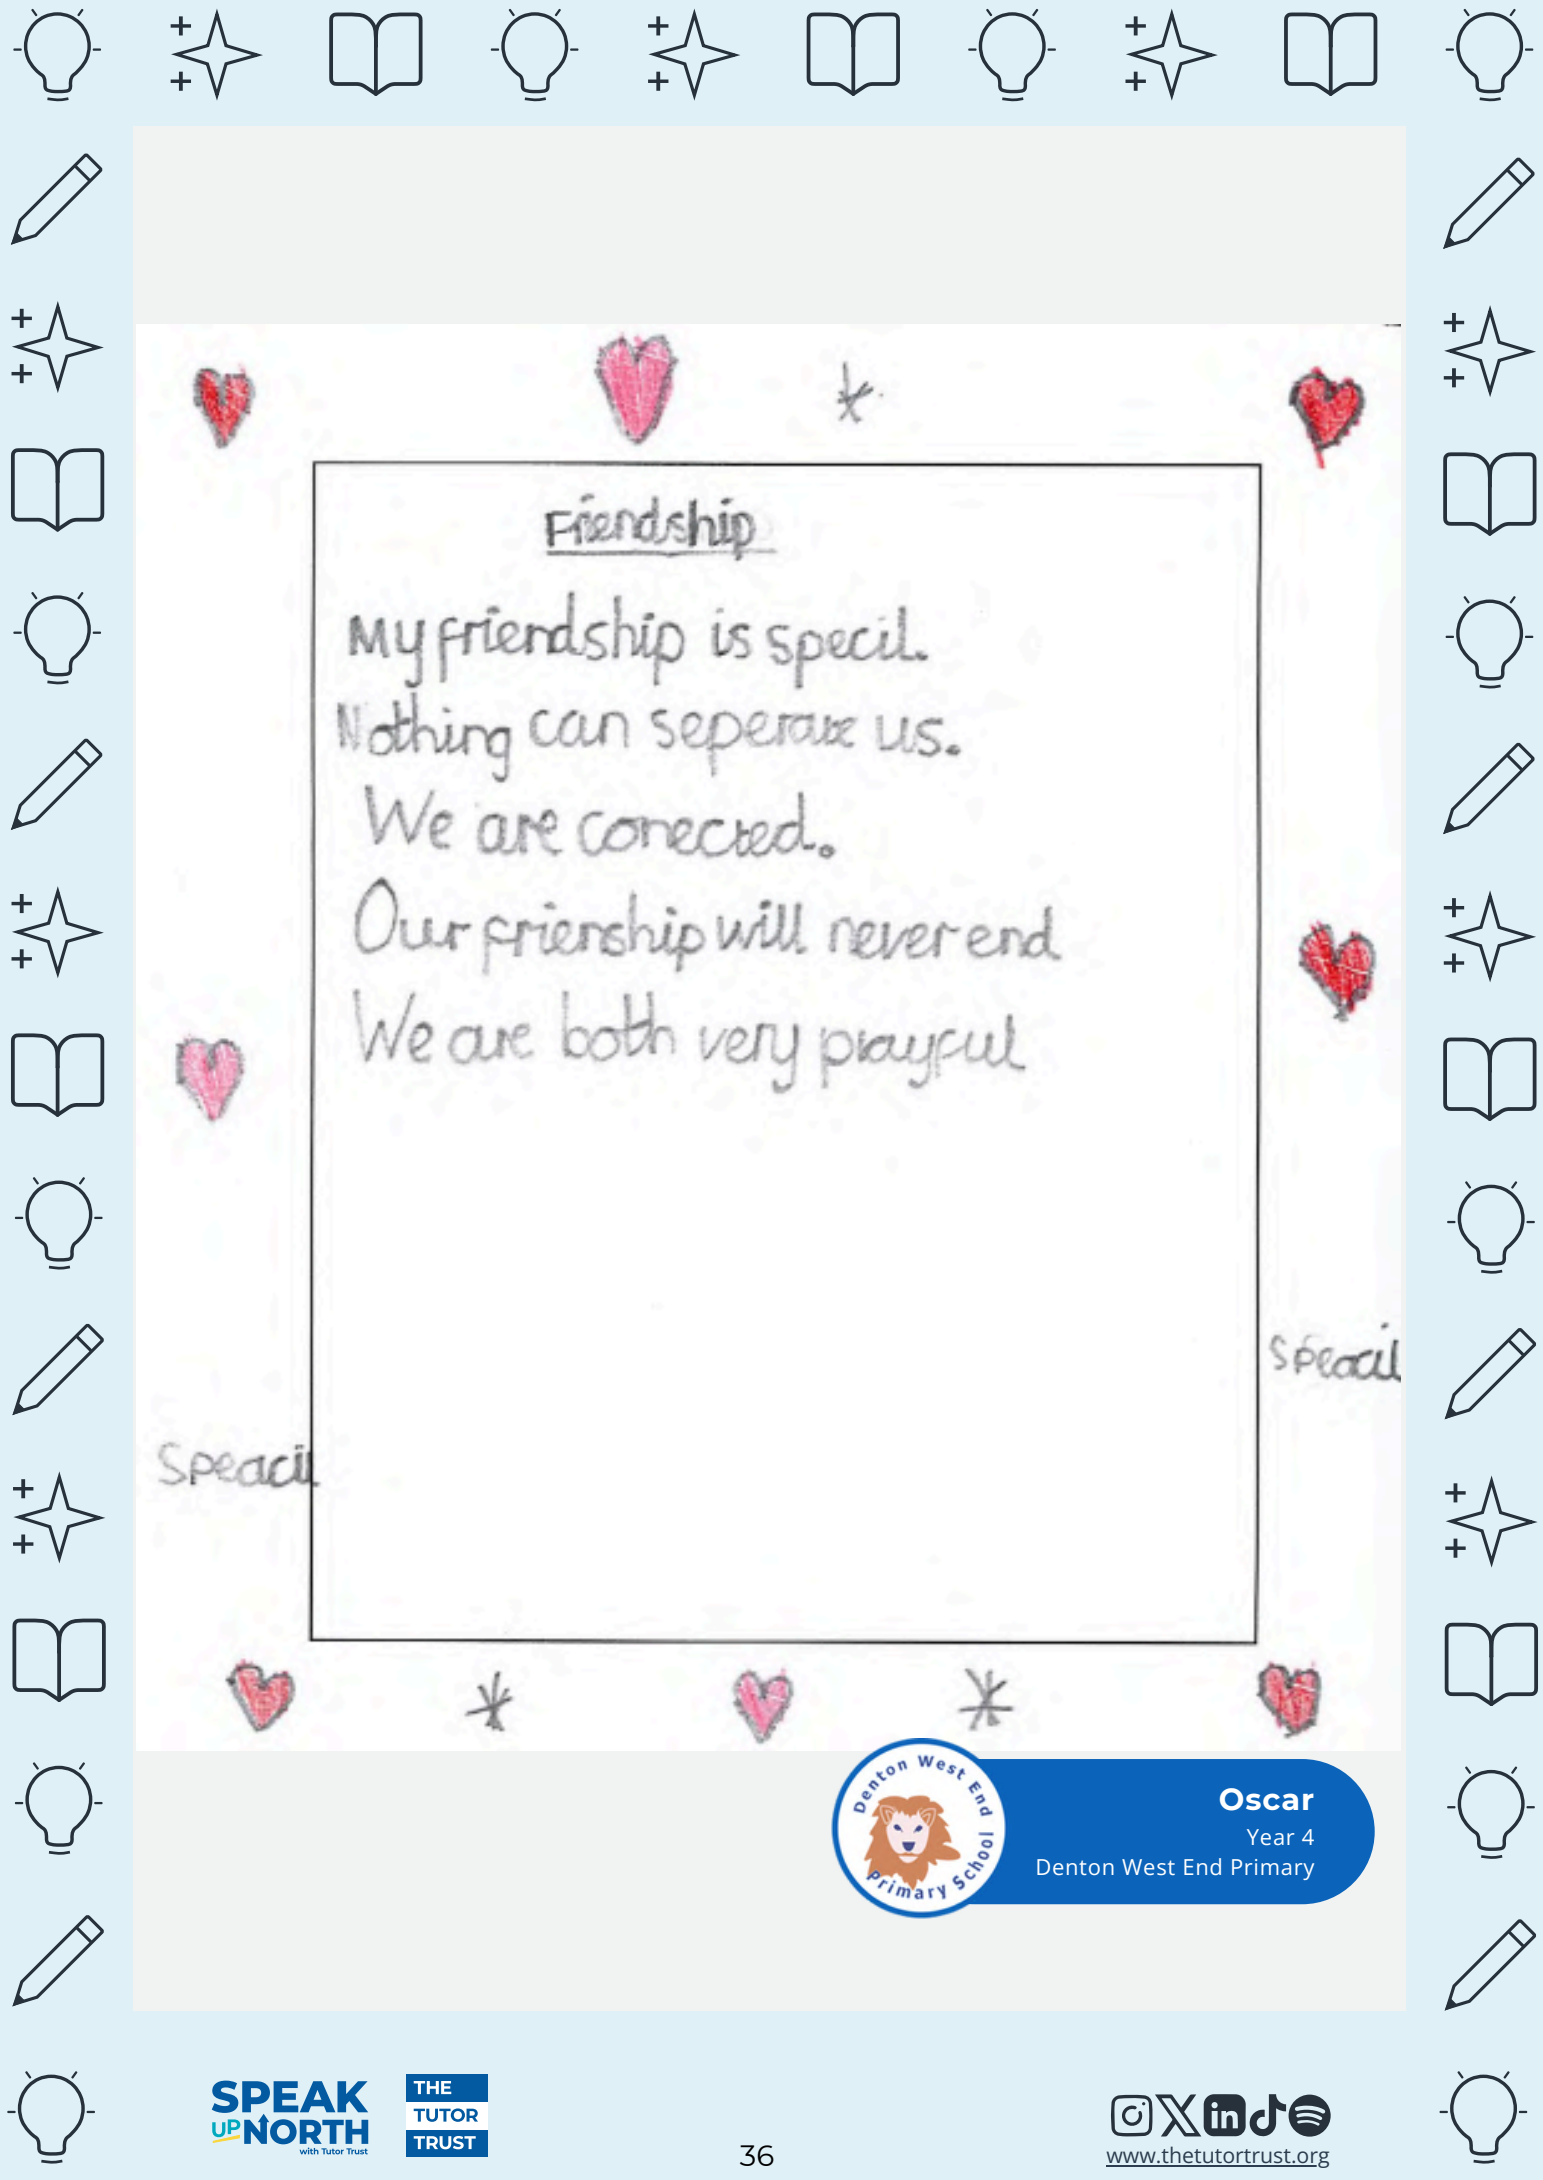 Friendship
My friendship is specil.
Nothing can seperate us.
We are conected.
Our frienship will never end
We are both very playful
Speacil
Speacil
Denton West End Primary School
Oscar
Year 4
Denton West End Primary
SPEAK
UP NORTH
with Tutor Trust
THE
TUTOR
TRUST
36
in
www.thetutortrust.org